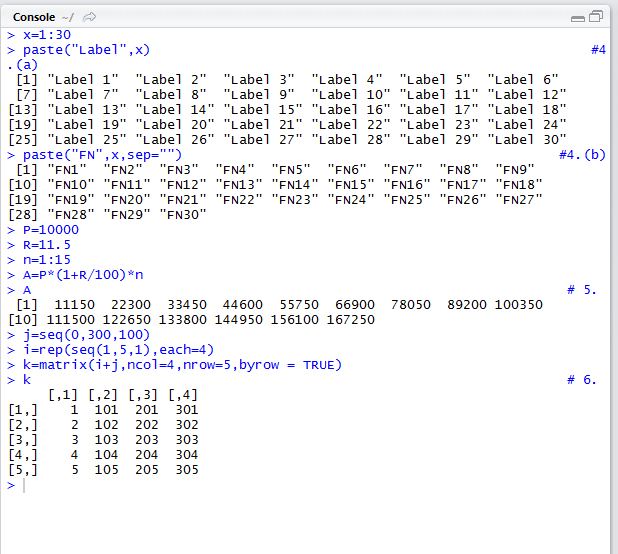 Console ~/
> x=1:30
> paste("Label",x) #4
.(a)
[1] "Label 1" "Label 2" "Label 3" "Label 4" "Label 5" "Label 6"
[7] "Label 7" "Label 8" "Label 9" "Label 10" "Label 11" "Label 12"
[13] "Label 13" "Label 14" "Label 15" "Label 16" "Label 17" "Label 18"
[19] "Label 19" "Label 20" "Label 21" "Label 22" "Label 23" "Label 24"
[25] "Label 25" "Label 26" "Label 27" "Label 28" "Label 29" "Label 30"
> paste("FN",x,sep="") #4.(b)
[1] "FN1" "FN2" "FN3" "FN4" "FN5" "FN6" "FN7" "FN8" "FN9"
[10] "FN10" "FN11" "FN12" "FN13" "FN14" "FN15" "FN16" "FN17" "FN18"
[19] "FN19" "FN20" "FN21" "FN22" "FN23" "FN24" "FN25" "FN26" "FN27"
[28] "FN28" "FN29" "FN30"
> P=10000
> R=11.5
> n=1:15
> A=P*(1+R/100)*n
> A # 5.
[1] 11150 22300 33450 44600 55750 66900 78050 89200 100350
[10] 111500 122650 133800 144950 156100 167250
> j=seq(0,300,100)
> i=rep(seq(1,5,1),each=4)
> k=matrix(i+j,ncol=4,nrow=5,byrow = TRUE)
> k # 6.
[,1] [,2] [,3] [,4]
[1,] 1 101 201 301
[2,] 2 102 202 302
[3,] 3 103 203 303
[4,] 4 104 204 304
[5,] 5 105 205 305
>